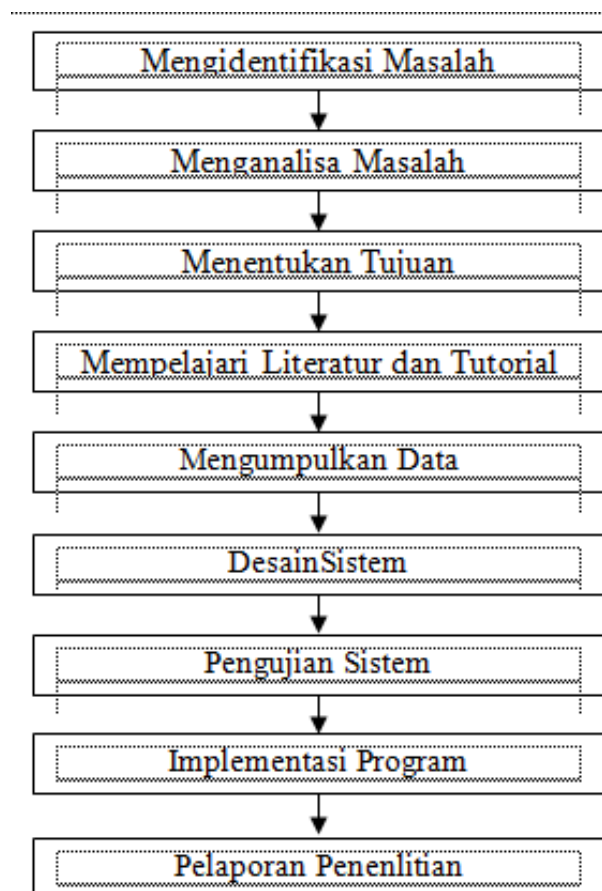 Mengidentifikasi Masalah
Menganalisa Masalah
Menentukan Tujuan
Mempelajari Literatur dan Tutorial
Mengumpulkan Data
DesainSistem
Pengujian Sistem
Implementasi Program
Pelaporan Penenlitian